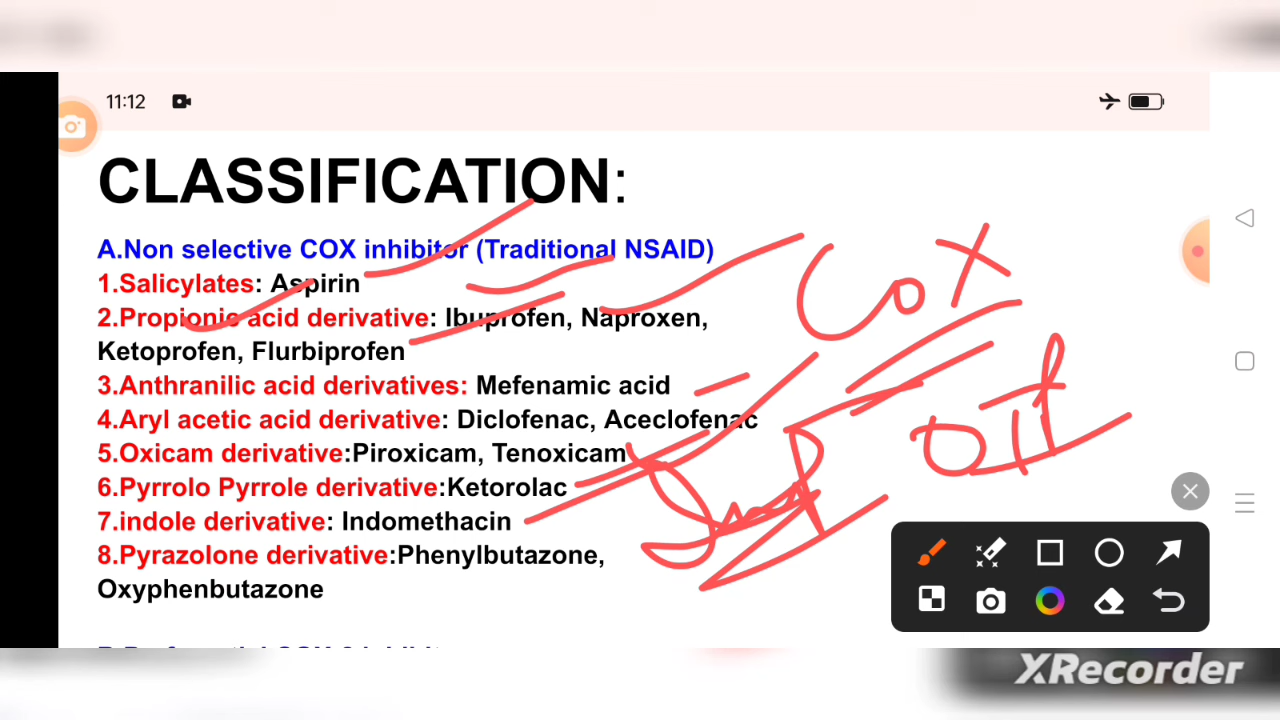 11:12
CLASSIFICATION:
A.Non selective COX inhibitor (Traditional NSAID)
1.Salicylates: Aspirin
2.Propionic acid derivative: Ibuprofen, Naproxen,
Ketoprofen, Flurbiprofen
3.Anthranilic acid derivatives: Mefenamic acid
4.Aryl acetic acid derivative: Diclofenac, Aceclofenac
5.Oxicam derivative:Piroxicam, Tenoxicam
6.Pyrrolo Pyrrole derivative:Ketorolac
7.indole derivative: Indomethacin
8.Pyrazolone derivative:Phenylbutazone,
Oxyphenbutazone
COX
XRecorder